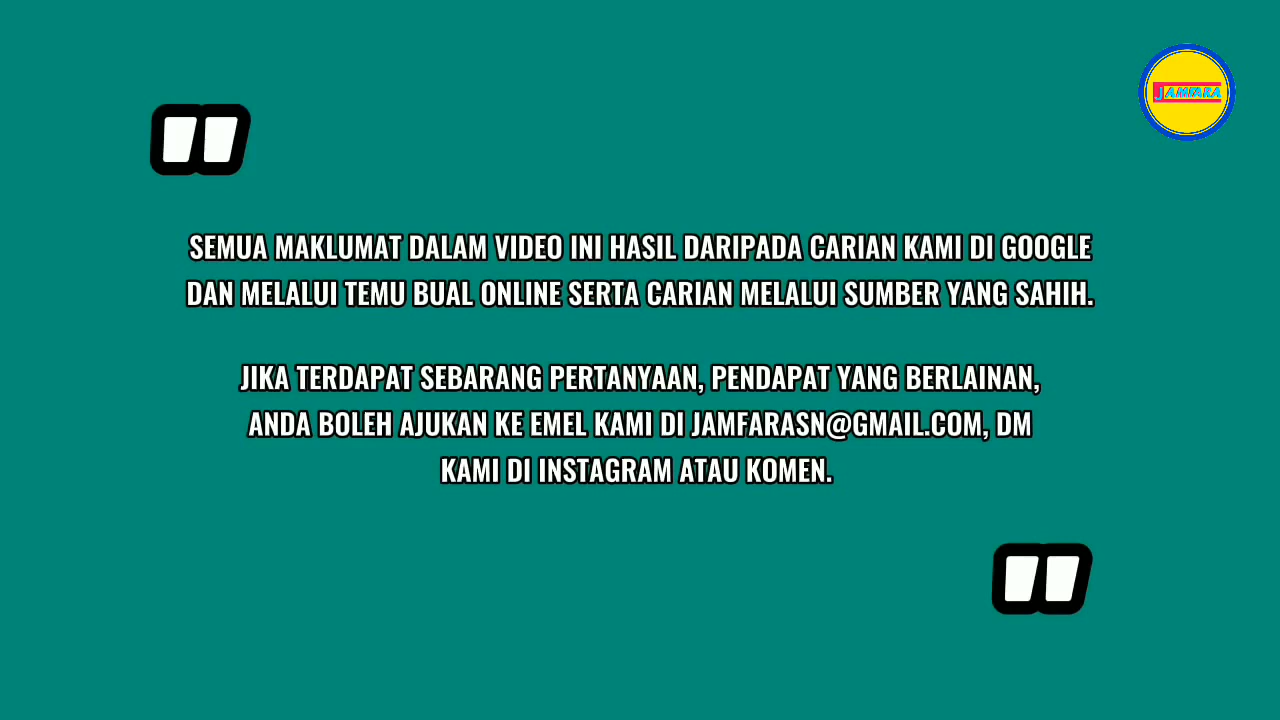 JAMFARA
"
SEMUA MAKLUMAT DALAM VIDEO INI HASIL DARIPADA CARIAN KAMI DI GOOGLE
DAN MELALUI TEMU BUAL ONLINE SERTA CARIAN MELALUI SUMBER YANG SAHIH.
JIKA TERDAPAT SEBARANG PERTANYAAN, PENDAPAT YANG BERLAINAN,
ANDA BOLEH AJUKAN KE EMEL KAMI DI JAMFARASN@GMAIL.COM, DM
KAMI DI INSTAGRAM ATAU KOMEN.
"